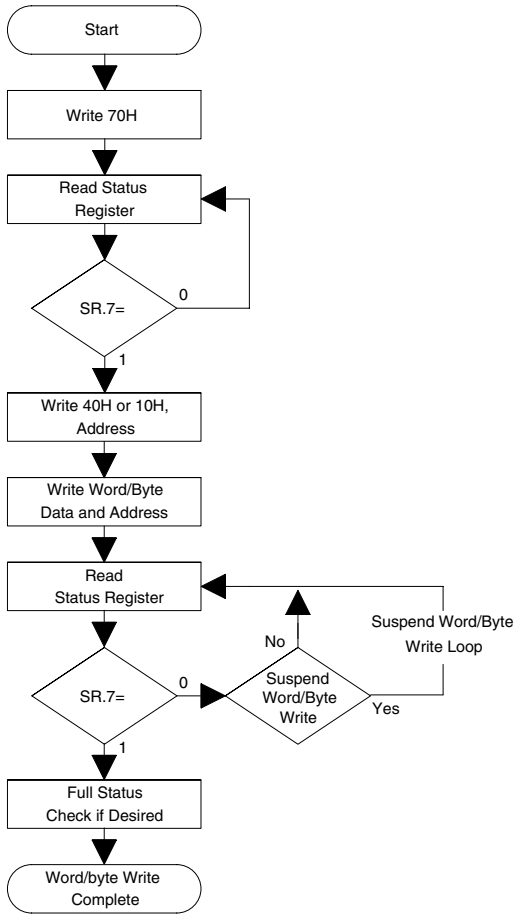 Start
Write 70H
Read Status
Register
SR.7=
0
1
Write 40H or 10H,
Address
Write Word/Byte
Data and Address
Read
Status Register
Suspend Word/Byte
Write Loop
No
SR.7=
0
Suspend
Word/Byte
Write
Yes
1
Full Status
Check if Desired
Word/byte Write
Complete